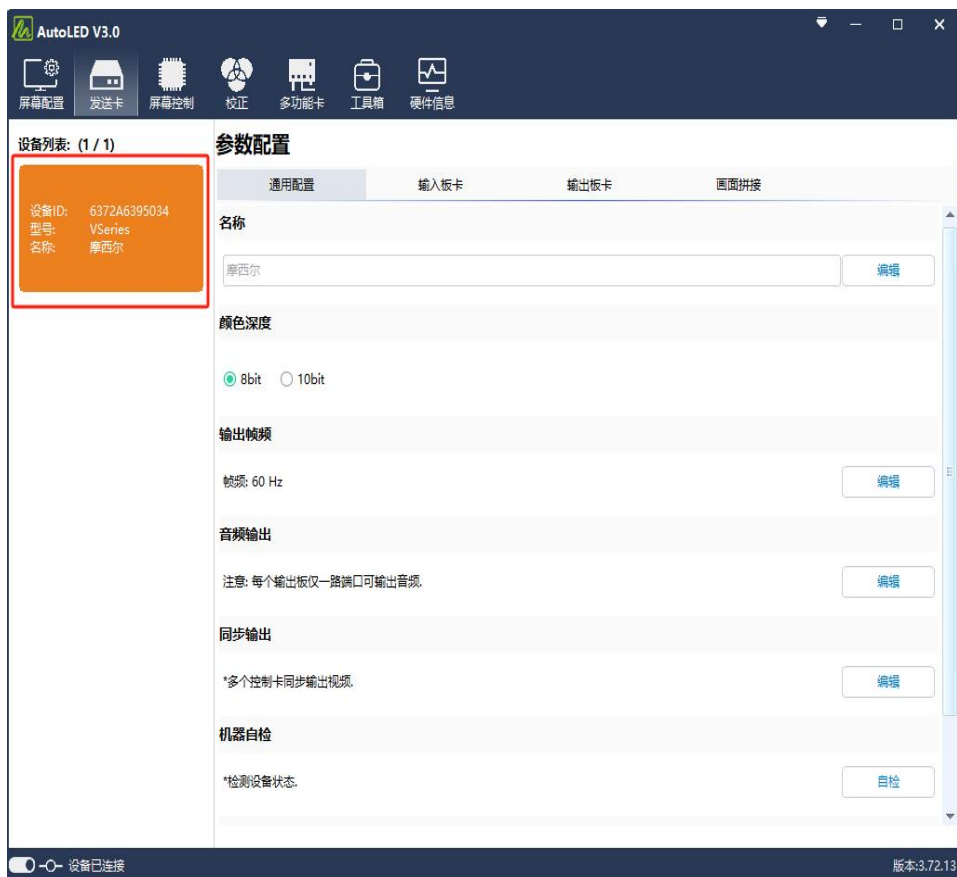 AutoLED V3.0
屏幕配置 发送卡 屏幕控制 校正 多功能卡 工具箱 硬件信息
设备列表: (1 / 1)
设备ID: 6372A6395034
型号: VSeries
名称: 摩西尔
参数配置
通用配置 输入板卡 输出板卡 画面拼接
名称
摩西尔 编辑
颜色深度
8bit 10bit
输出帧频
帧频: 60 Hz 编辑
音频输出
注意: 每个输出板仅一路端口可输出音频. 编辑
同步输出
*多个控制卡同步输出视频. 编辑
机器自检
*检测设备状态. 自检
设备已连接 版本:3.72.13